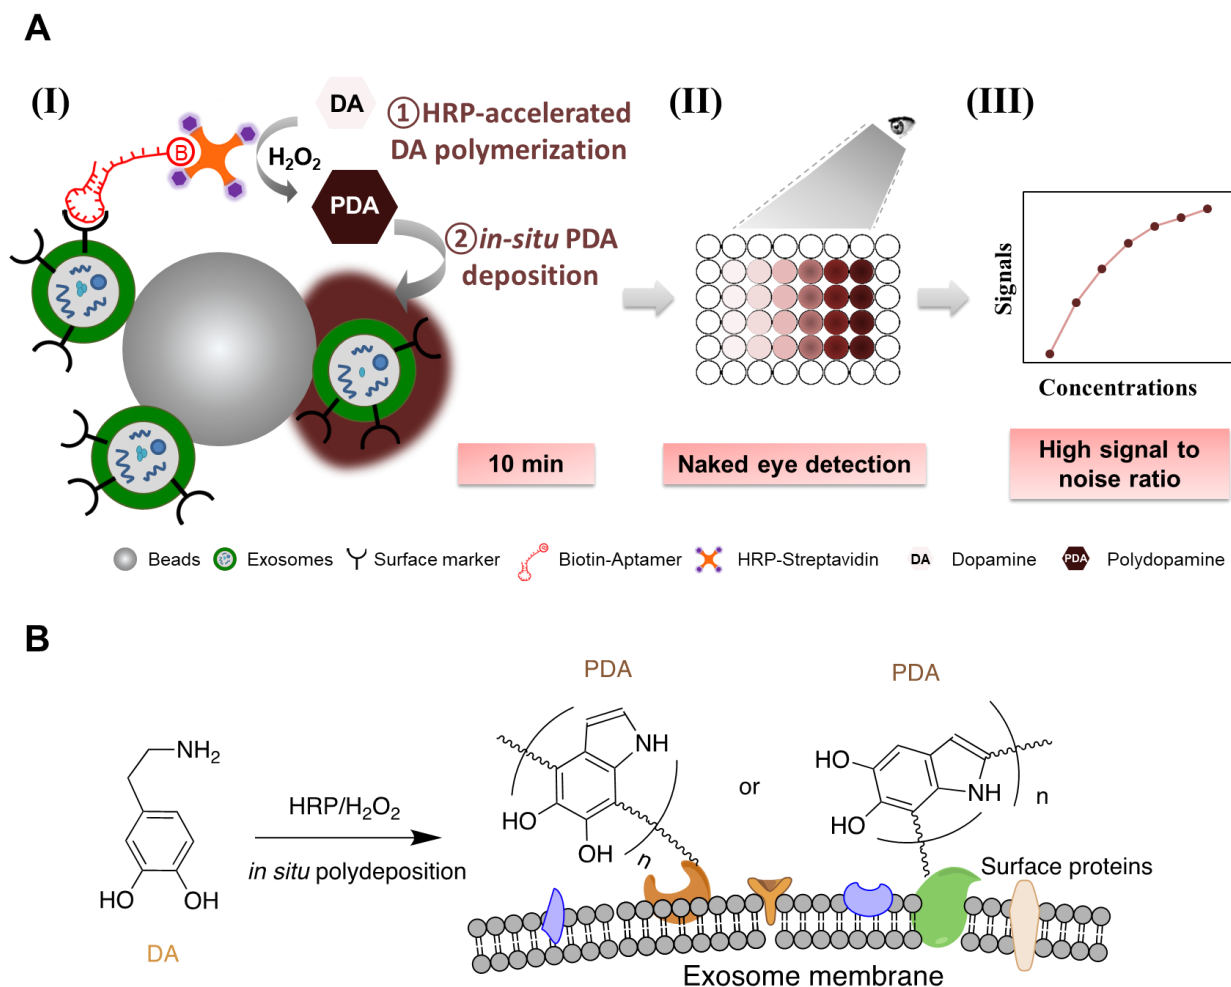 A
(I)
DA
①HRP-accelerated
DA polymerization
B
H₂O₂
PDA
②in-situ PDA
deposition
10 min
(II)
Naked eye detection
(III)
Signals
Concentrations
High signal to
noise ratio
Beads
Exosomes
Surface marker
B
Biotin-Aptamer
HRP-Streptavidin
DA
Dopamine
PDA
Polydopamine
B
NH₂
HO
OH
DA
HRP/H₂O₂
in situ polydeposition
PDA
NH
HO
OH
n
or
PDA
HO
HO
NH
n
Surface proteins
Exosome membrane